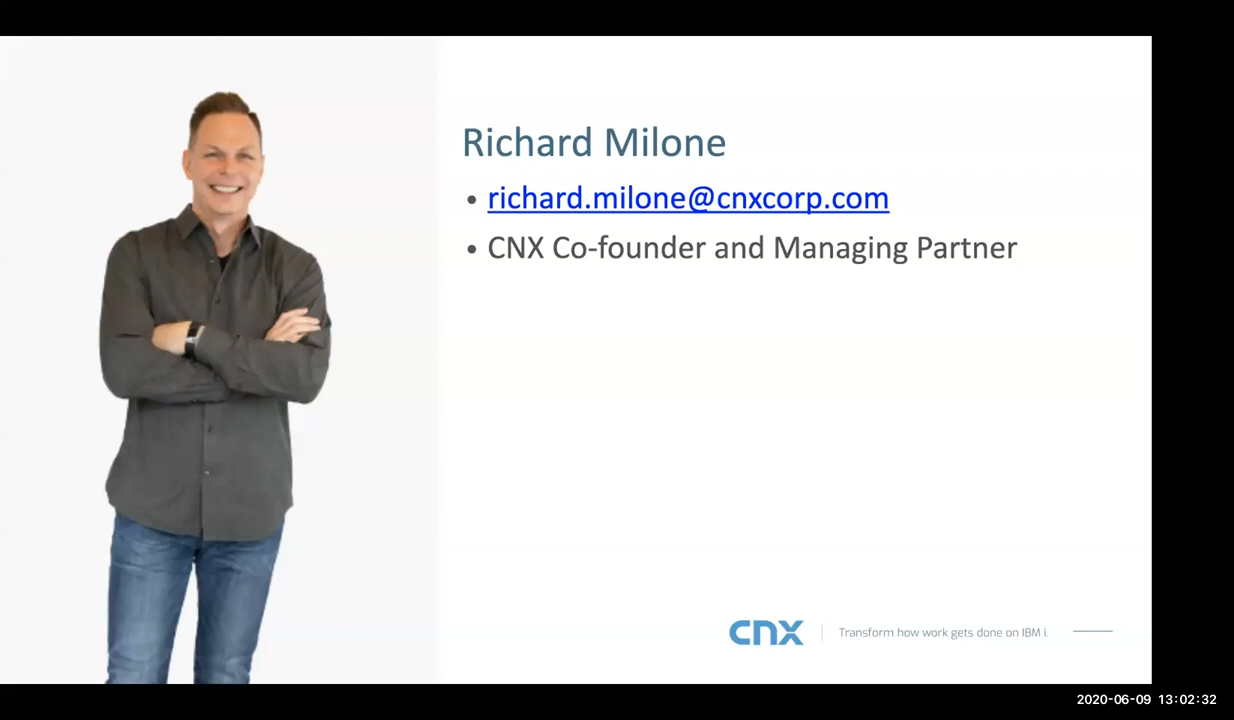 Richard Milone
• richard.milone@cnxcorp.com
• CNX Co-founder and Managing Partner
cnx | Transform how work gets done on IBM i.
2020-06-09 13:02:32